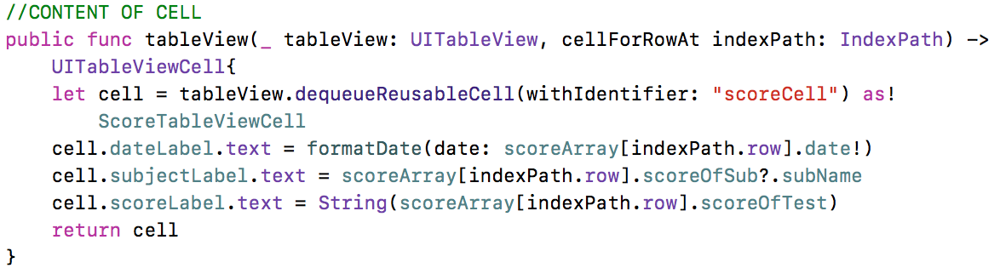 //CONTENT OF CELL
public func tableView(_ tableView: UITableView, cellForRowAt indexPath: IndexPath) ->
    UITableViewCell{
    let cell = tableView.dequeueReusableCell(withIdentifier: "scoreCell") as!
        ScoreTableViewCell
    cell.dateLabel.text = formatDate(date: scoreArray[indexPath.row].date!)
    cell.subjectLabel.text = scoreArray[indexPath.row].scoreOfSub?.subName
    cell.scoreLabel.text = String(scoreArray[indexPath.row].scoreOfTest)
    return cell
}